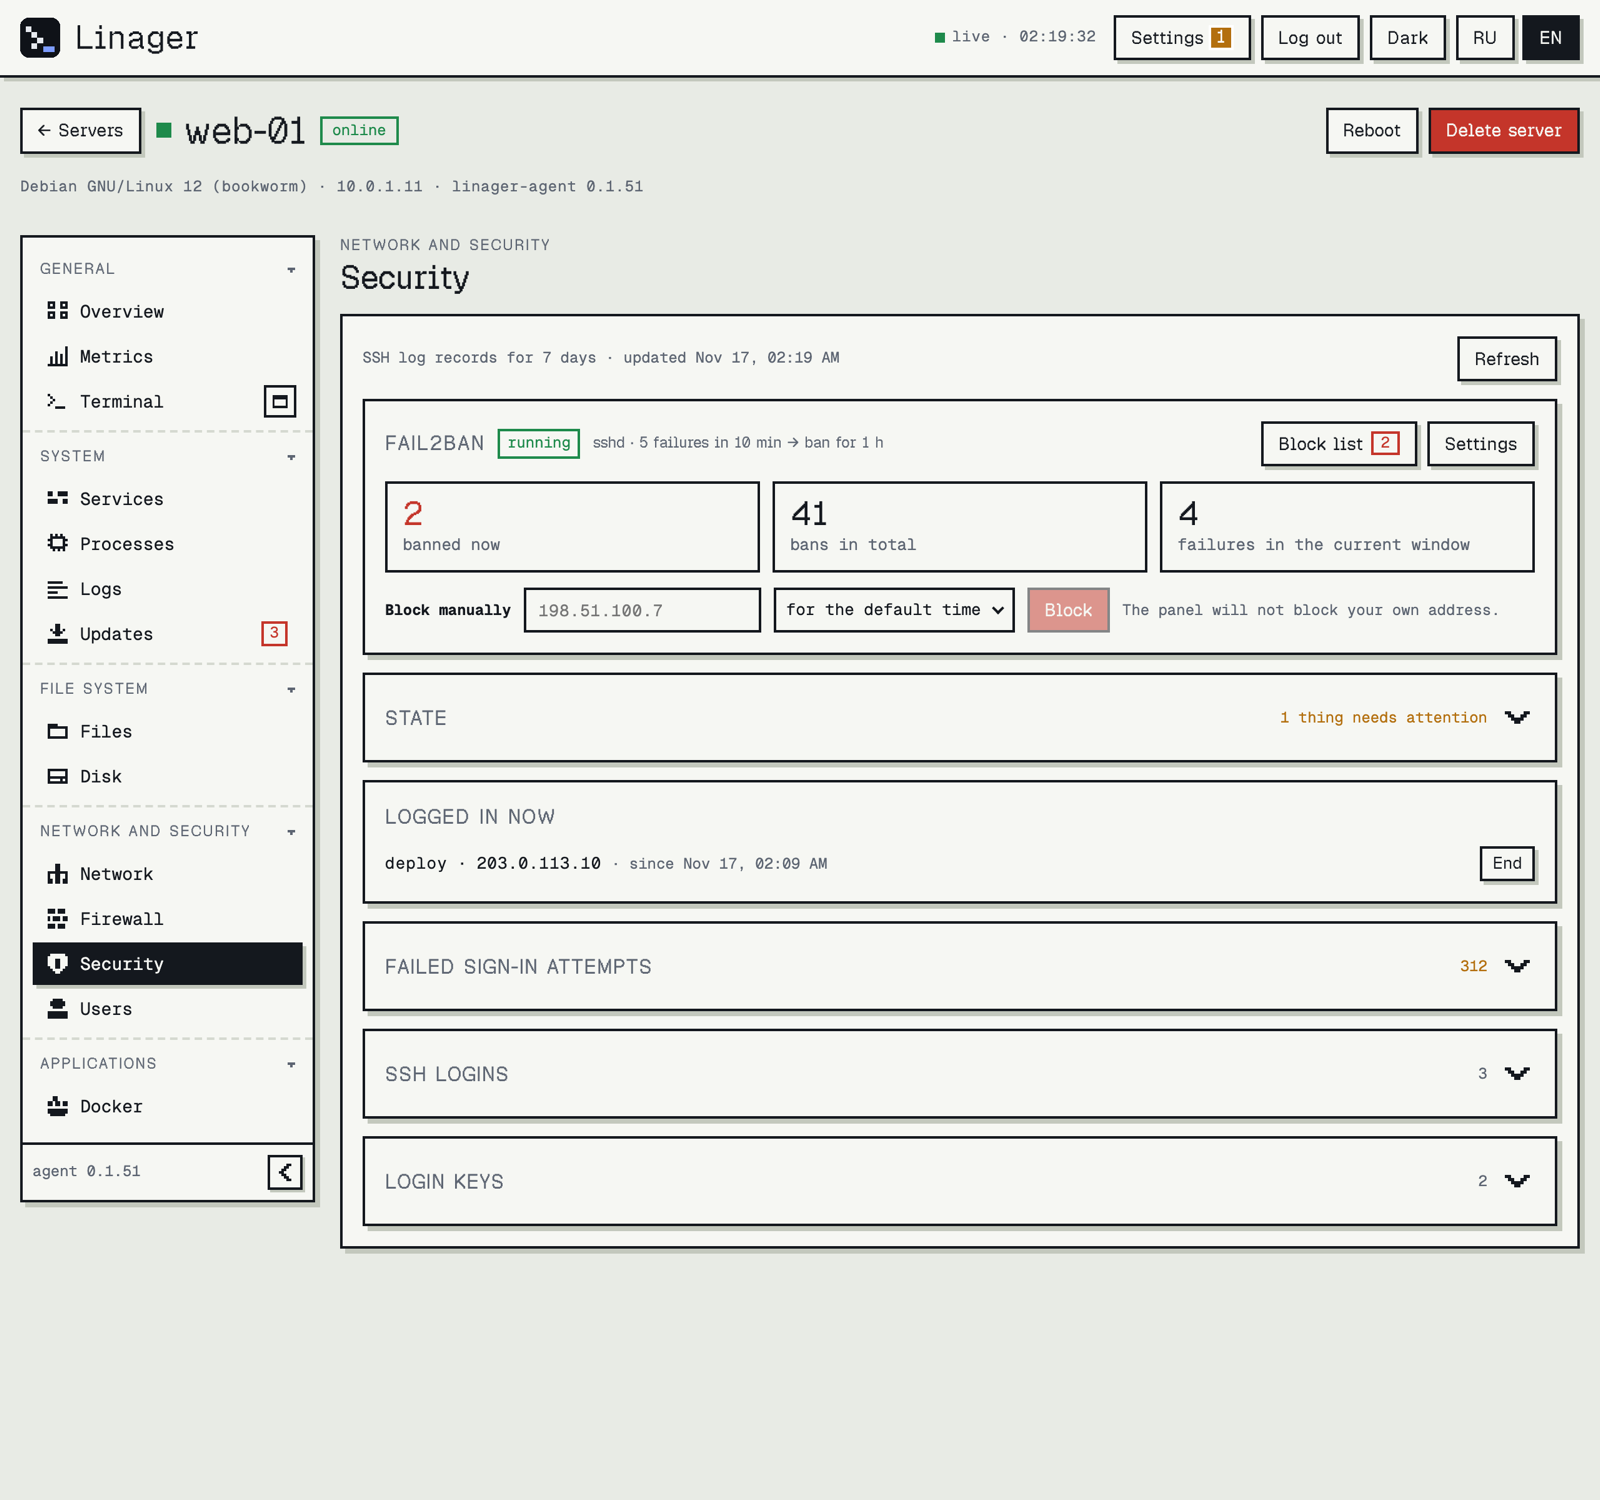 Linager
live · 02:19:32
Settings 1
Log out
Dark
RU
EN
← Servers
web-01
online
Reboot
Delete server
Debian GNU/Linux 12 (bookworm) · 10.0.1.11 · linager-agent 0.1.51
GENERAL
Overview
Metrics
Terminal
SYSTEM
Services
Processes
Logs
Updates 3
FILE SYSTEM
Files
Disk
NETWORK AND SECURITY
Network
Firewall
Security
Users
APPLICATIONS
Docker
agent 0.1.51
NETWORK AND SECURITY
Security
SSH log records for 7 days · updated Nov 17, 02:19 AM
Refresh
FAIL2BAN
running
sshd · 5 failures in 10 min → ban for 1 h
Block list 2
Settings
2
banned now
41
bans in total
4
failures in the current window
Block manually
198.51.100.7
for the default time
Block
The panel will not block your own address.
STATE
1 thing needs attention
LOGGED IN NOW
deploy · 203.0.113.10 · since Nov 17, 02:09 AM
End
FAILED SIGN-IN ATTEMPTS
312
SSH LOGINS
3
LOGIN KEYS
2